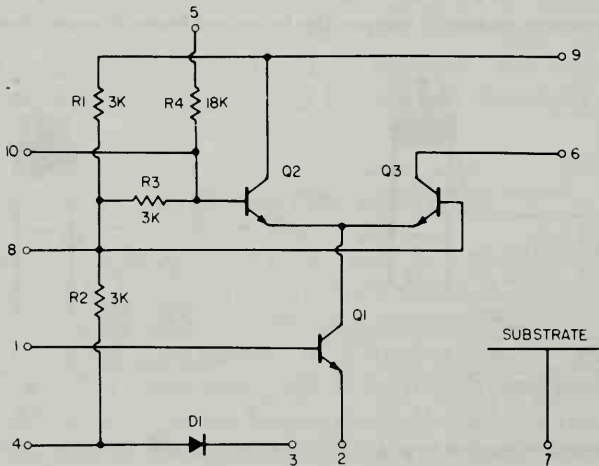 5
9
R1 3K R4 18K
10
6
R3
3K
Q2 Q3
8
R2 3K
Q1
1
SUBSTRATE
D1
4
3 2 7